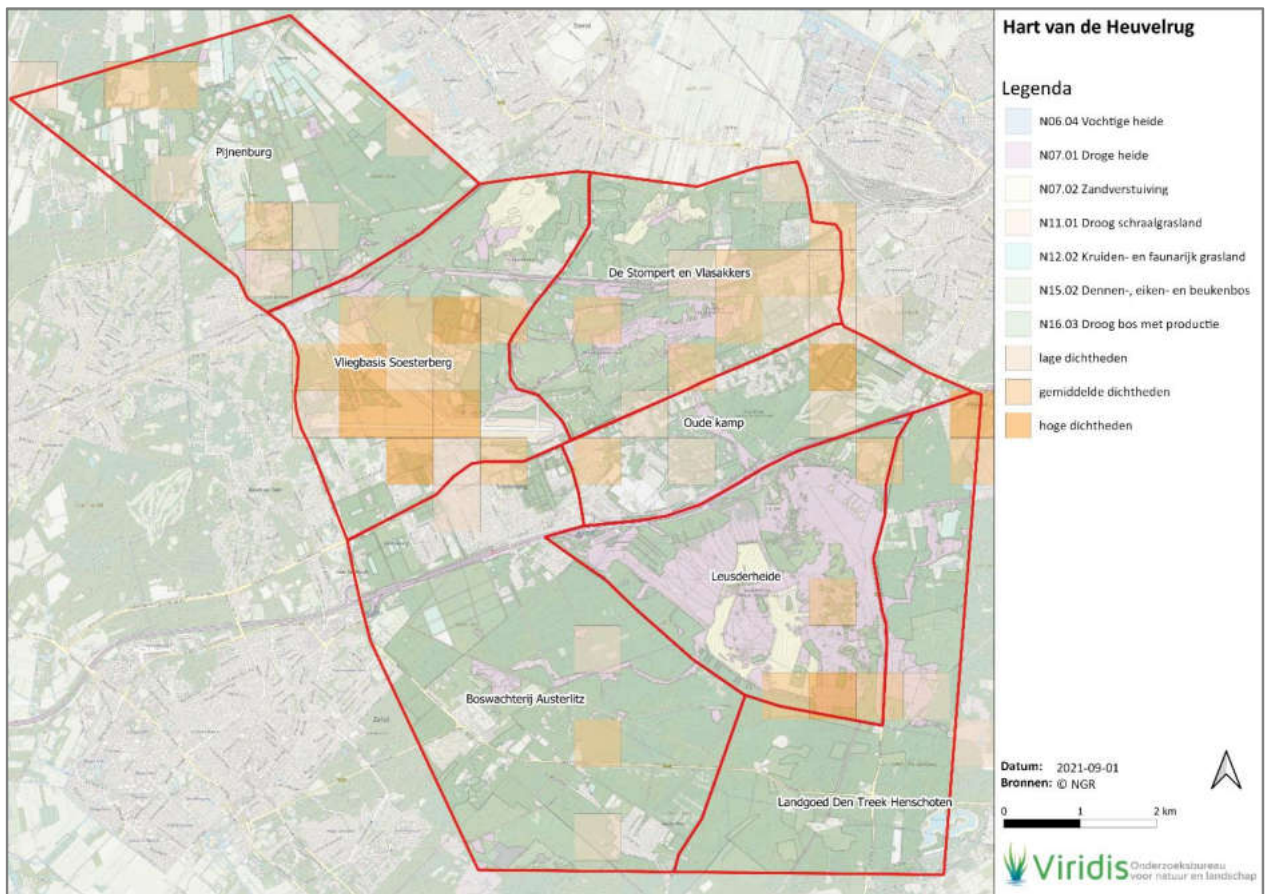 Hart van de Heuvelrug
Legenda
N06.04 Vochtige heide
N07.01 Droge heide
N07.02 Zandverstuiving
N11.01 Droog schraalgrasland
N12.02 Kruiden- en faunarijk grasland
N15.02 Dennen-, eiken- en beukenbos
N16.03 Droog bos met productie
lage dichtheden
gemiddelde dichtheden
hoge dichtheden
Pijnenburg
De Stompert en Vlasakkers
Vliegbasis Soesterberg
Oude kamp
Leusderheide
Boswachterij Austerlitz
Landgoed Den Treek Henschoten
Zeist
Datum: 2021-09-01
Bronnen: © NGR
0 1 2 km
Viridis Onderzoeksbureau
voor natuur en landschap